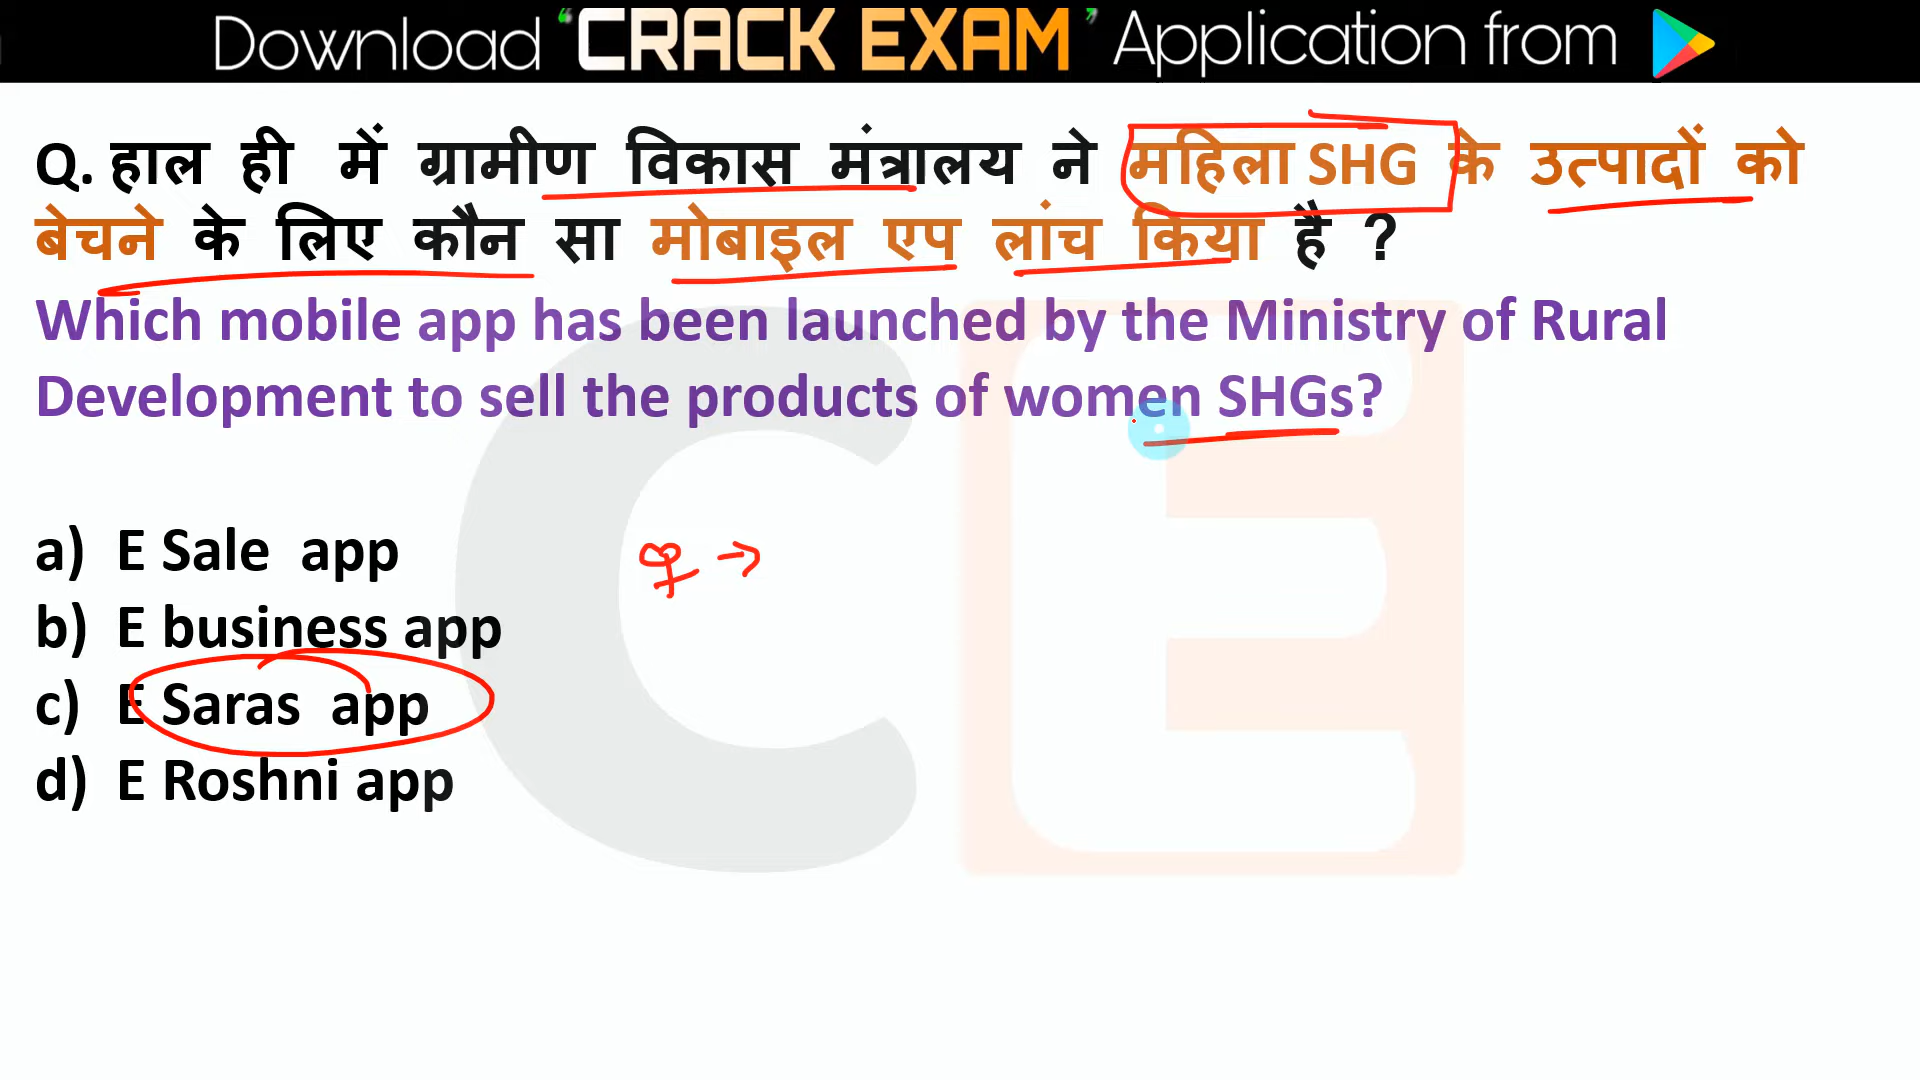 Download ‘CRACK EXAM’ Application from
Q. हाल ही में ग्रामीण विकास मंत्रालय ने महिला SHG के उत्पादों को
बेचने के लिए कौन सा मोबाइल एप लांच किया है ?
Which mobile app has been launched by the Ministry of Rural
Development to sell the products of women SHGs?
a) E Sale app
b) E business app
c) E Saras app
d) E Roshni app
CE